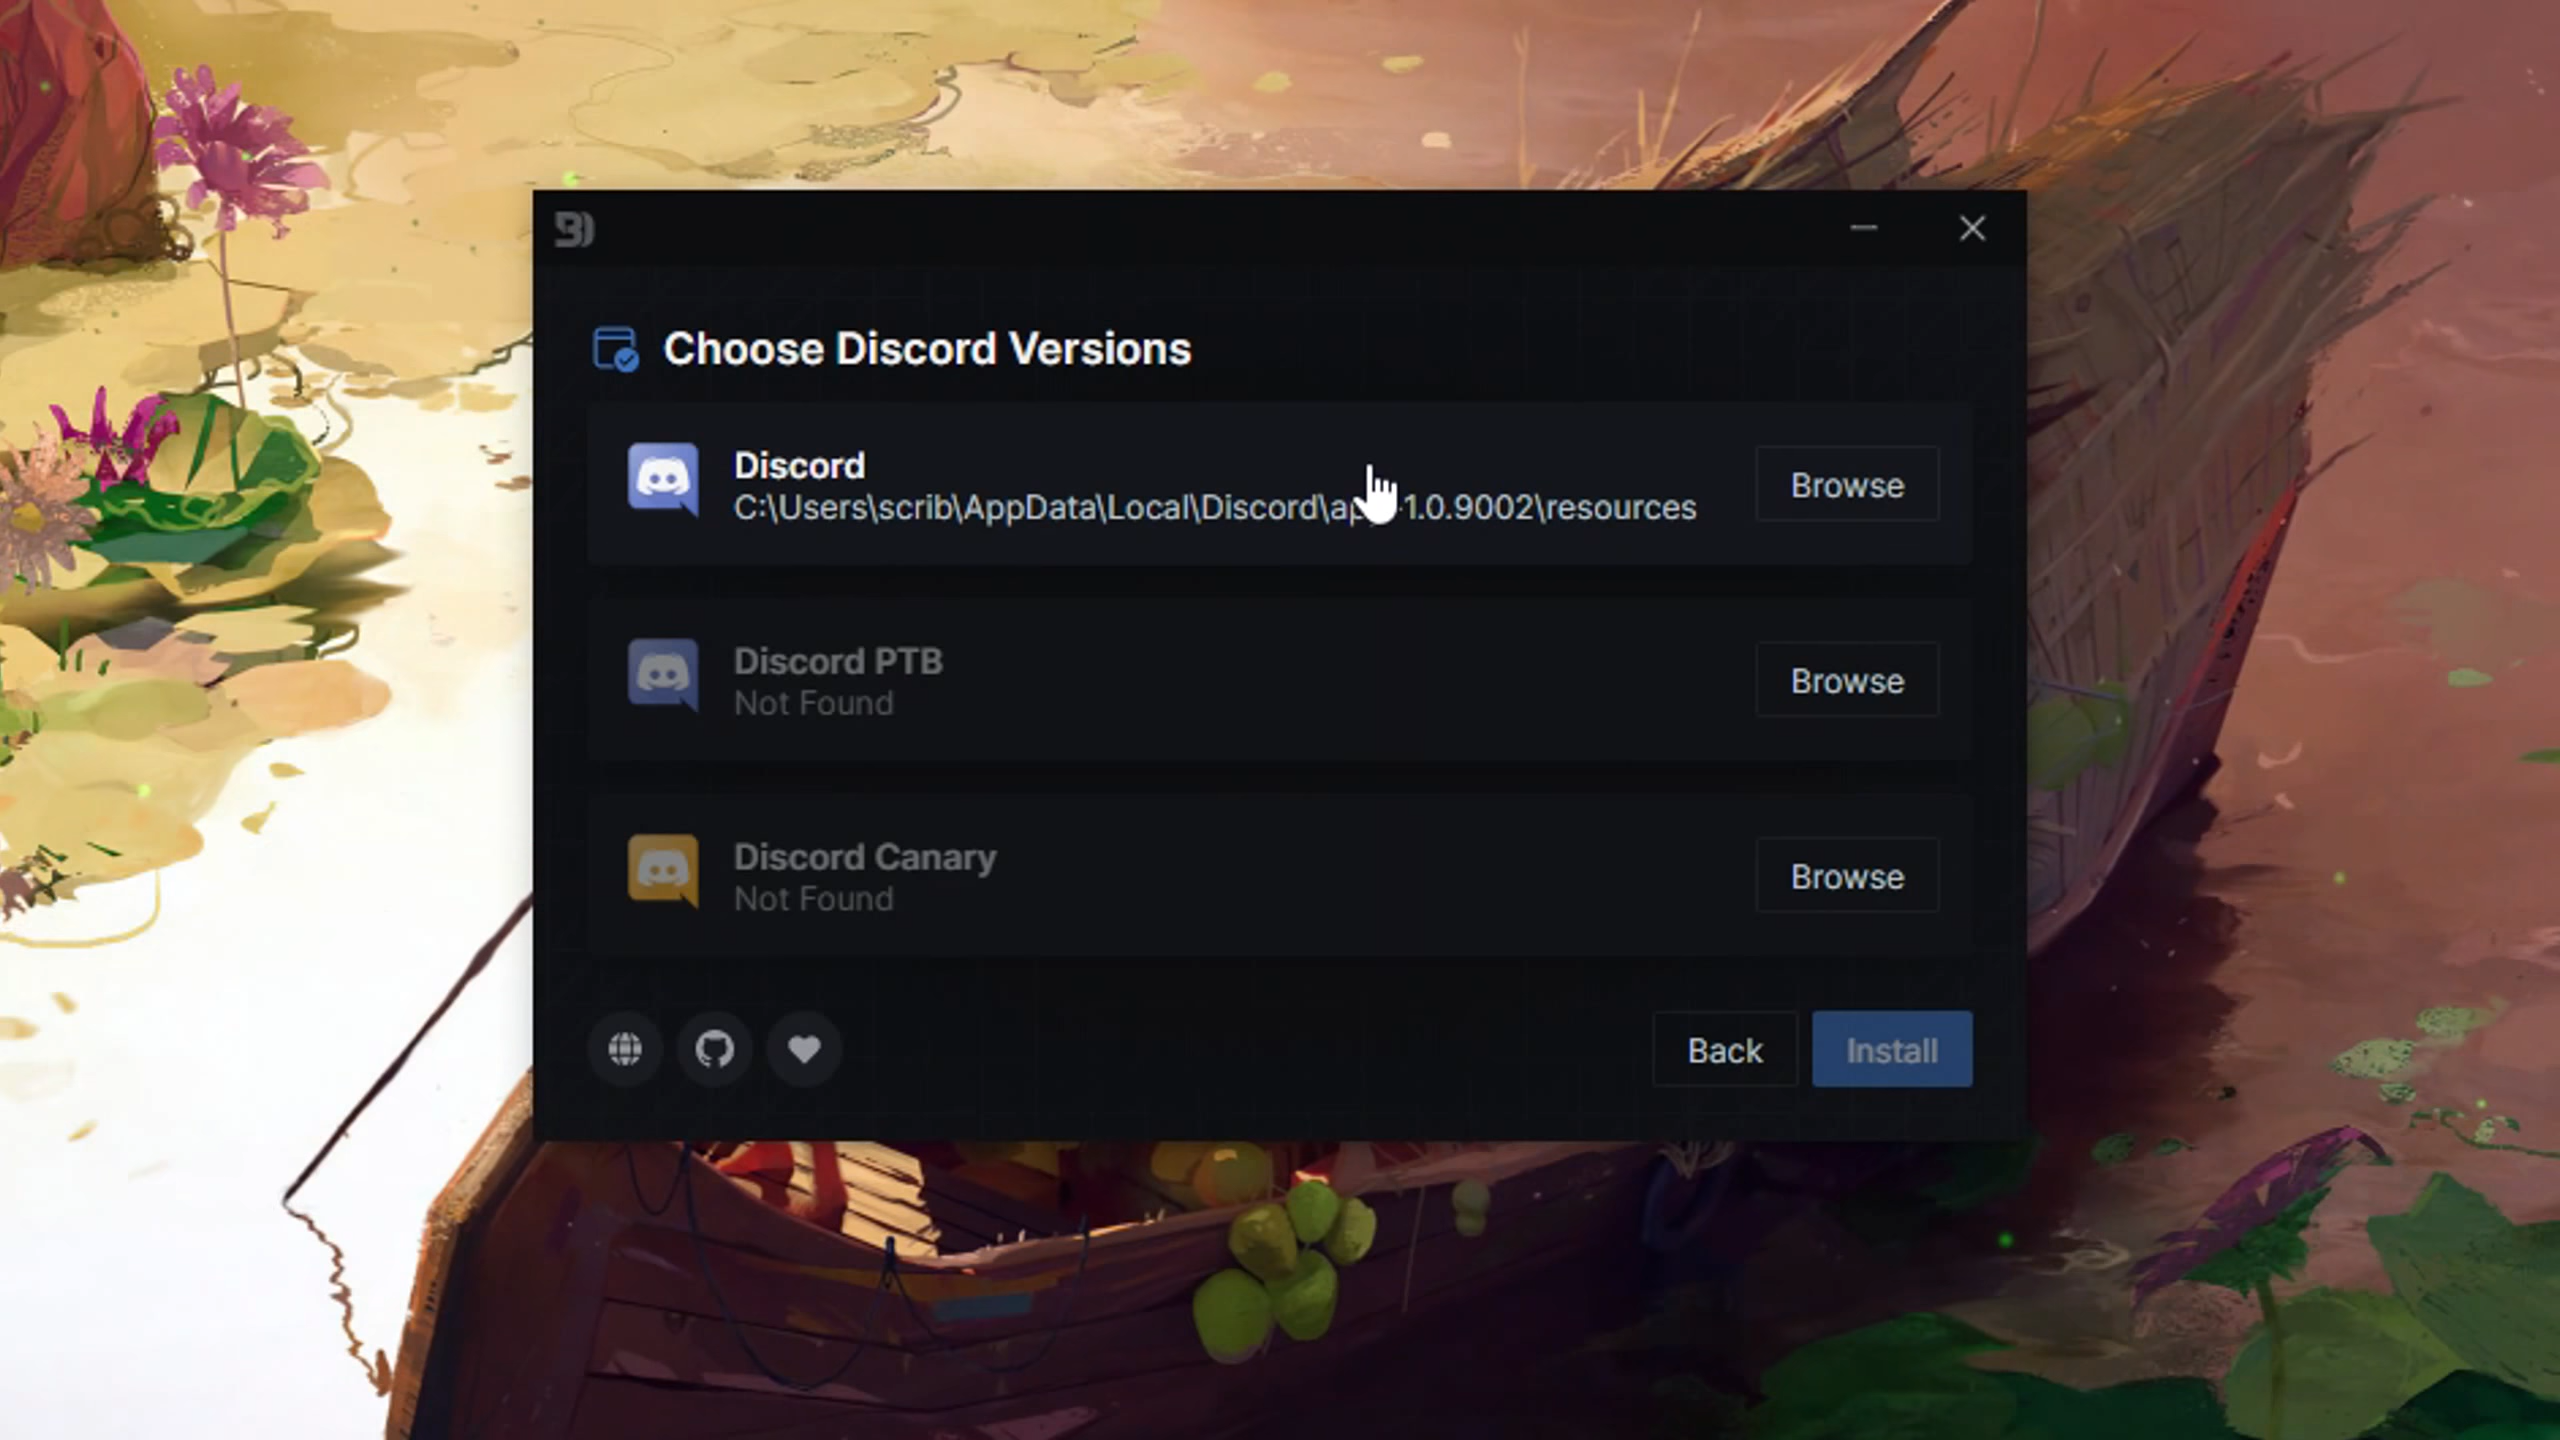 Choose Discord Versions
Discord
C:\Users\scrib\AppData\Local\Discord\app-1.0.9002\resources
Browse
Discord PTB
Not Found
Browse
Discord Canary
Not Found
Browse
Back
Install